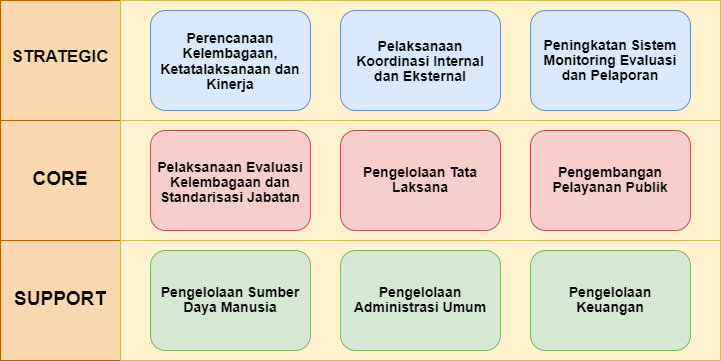 STRATEGIC
Perencanaan
Kelembagaan,
Ketatalaksanaan dan
Kinerja
Pelaksanaan
Koordinasi Internal
dan Eksternal
Peningkatan Sistem
Monitoring Evaluasi
dan Pelaporan
CORE
Pelaksanaan Evaluasi
Kelembagaan dan
Standarisasi Jabatan
Pengelolaan Tata
Laksana
Pengembangan
Pelayanan Publik
SUPPORT
Pengelolaan Sumber
Daya Manusia
Pengelolaan
Administrasi Umum
Pengelolaan
Keuangan